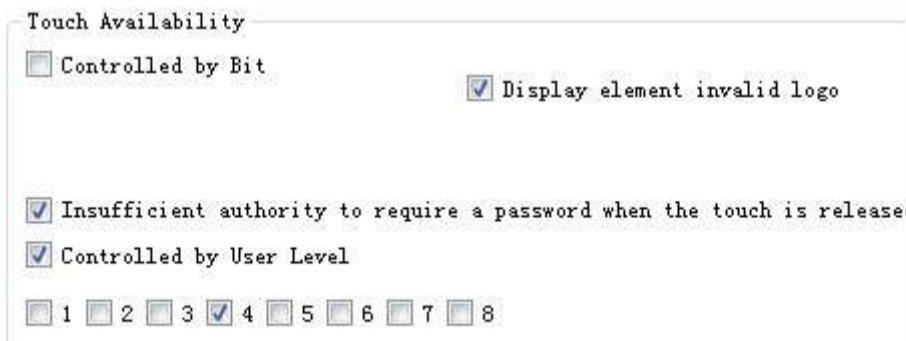 Touch Availability
Controlled by Bit
Display element invalid logo
Insufficient authority to require a password when the touch is release
Controlled by User Level
1 2 3 4 5 6 7 8